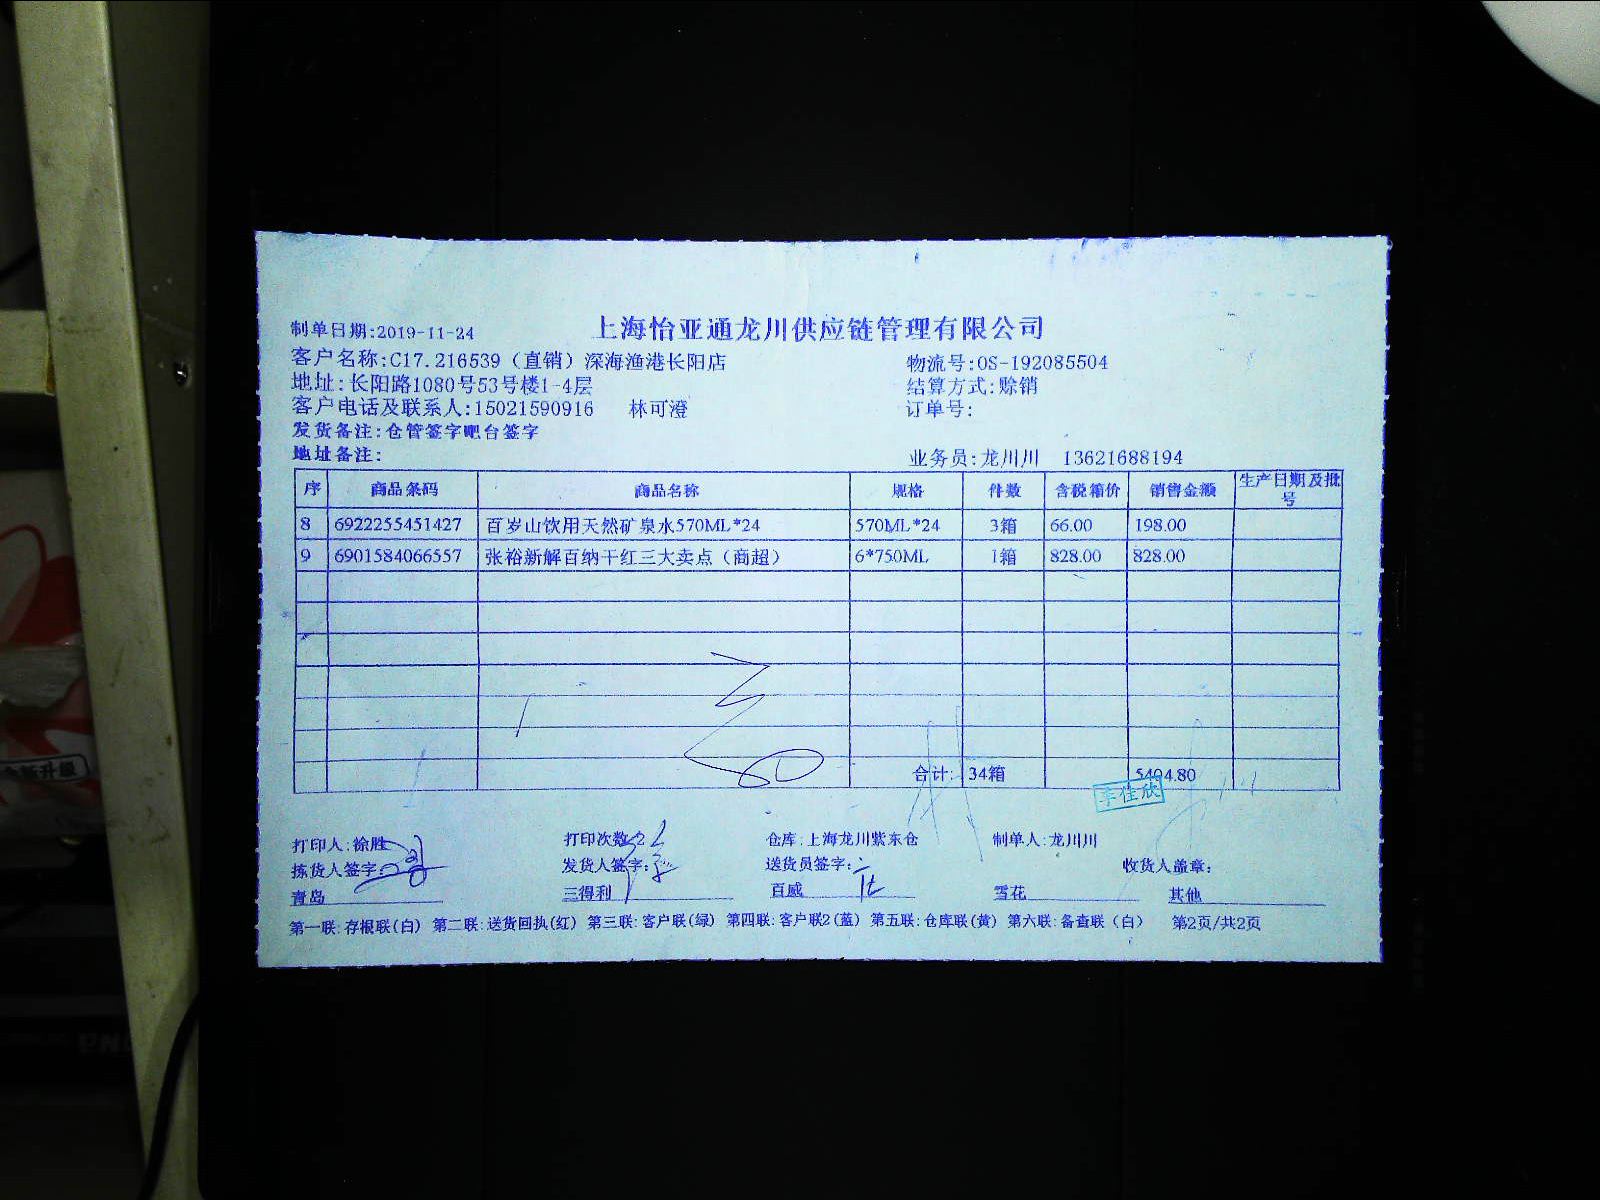 上海怡亚通龙川供应链管理有限公司
制单日期:2019-11-24
客户名称:C17.216539（直销）深海渔港长阳店 物流号:OS-192085504
地址:长阳路1080号53号楼1-4层 结算方式:赊销
客户电话及联系人:15021590916 林可澄 订单号:
发货备注:仓管签字吧台签字
地址备注: 业务员:龙川川 13621688194
序 商品条码 商品名称 规格 件数 含税箱价 销售金额 生产日期及批号
8 6922255451427 百岁山饮用天然矿泉水570ML*24 570ML*24 3箱 66.00 198.00
9 6901584066557 张裕新解百纳干红三大卖点（商超） 6*750ML 1箱 828.00 828.00
合计: 34箱 5404.80
李佳欣
打印人:徐胜 打印次数:2 仓库:上海龙川紫东仓 制单人:龙川川
拣货人签字: 发货人签字: 送货员签字: 收货人盖章:
青岛 三得利 百威 雪花 其他
第一联:存根联(白) 第二联:送货回执(红) 第三联:客户联(绿) 第四联:客户联2(蓝) 第五联:仓库联(黄) 第六联:备查联（白） 第2页/共2页
新升级